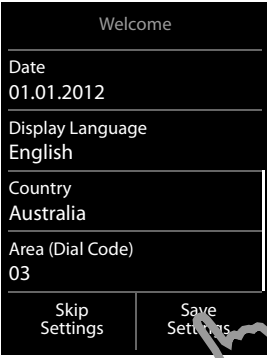 Welcome
Date
01.01.2012
Display Language
English
Country
Australia
Area (Dial Code)
03
Skip
Settings
Save
Settings